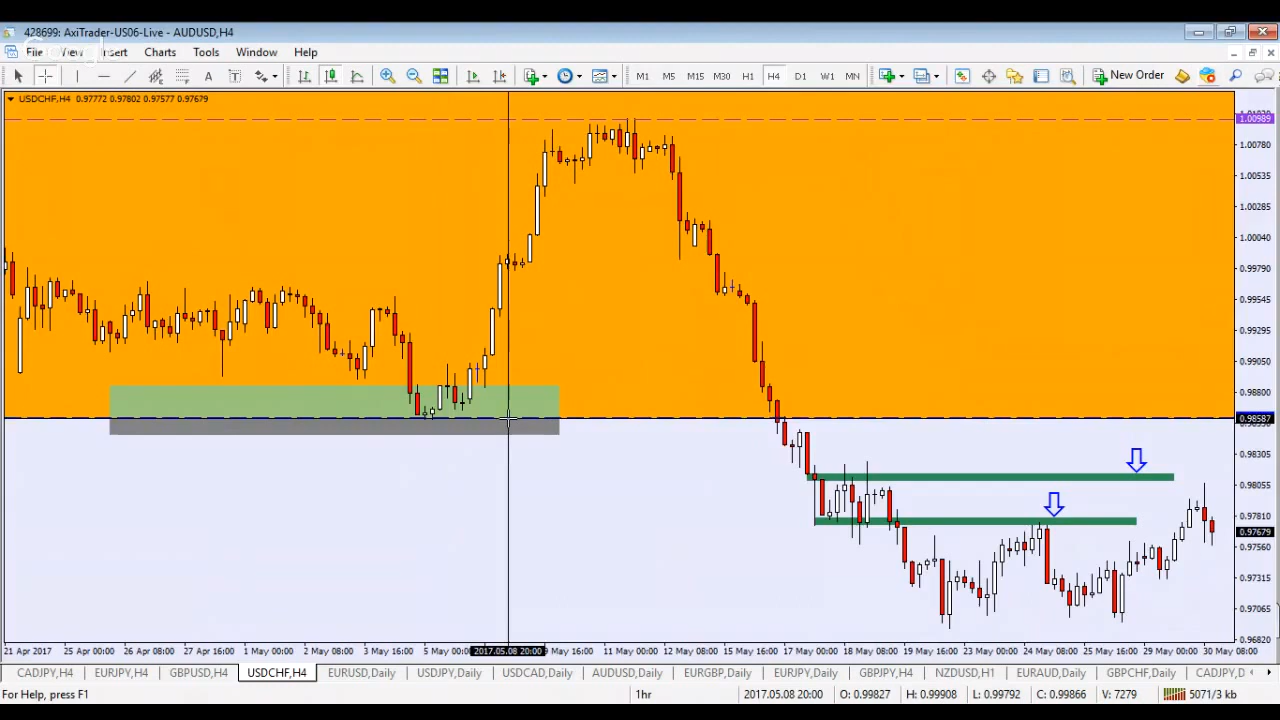 428699: AxiTrader-US06-Live - AUDUSD,H4
File View Insert Charts Tools Window Help
M1 M5 M15 M30 H1 H4 D1 W1 MN New Order
USDCHF,H4 0.97772 0.97802 0.97577 0.97679
1.00989
1.00780
1.00535
1.00285
1.00040
0.99790
0.99545
0.99295
0.99050
0.98800
0.98587
0.98305
0.98055
0.97810
0.97679
0.97560
0.97315
0.97065
0.96820
21 Apr 2017 25 Apr 00:00 26 Apr 08:00 27 Apr 16:00 1 May 00:00 2 May 08:00 3 May 16:00 5 May 00:00 2017.05.08 20:00 9 May 16:00 11 May 00:00 12 May 08:00 15 May 16:00 17 May 00:00 18 May 08:00 19 May 16:00 23 May 00:00 24 May 08:00 25 May 16:00 29 May 00:00 30 May 08:00
CADJPY,H4 EURJPY,H4 GBPUSD,H4 USDCHF,H4 EURUSD,Daily USDJPY,Daily USDCAD,Daily AUDUSD,Daily EURGBP,Daily EURJPY,Daily GBPJPY,H4 NZDUSD,H1 EURAUD,Daily GBPCHF,Daily CADJPY,D
For Help, press F1 1hr 2017.05.08 20:00 O: 0.99827 H: 0.99908 L: 0.99792 C: 0.99866 V: 7279 5071/3 kb